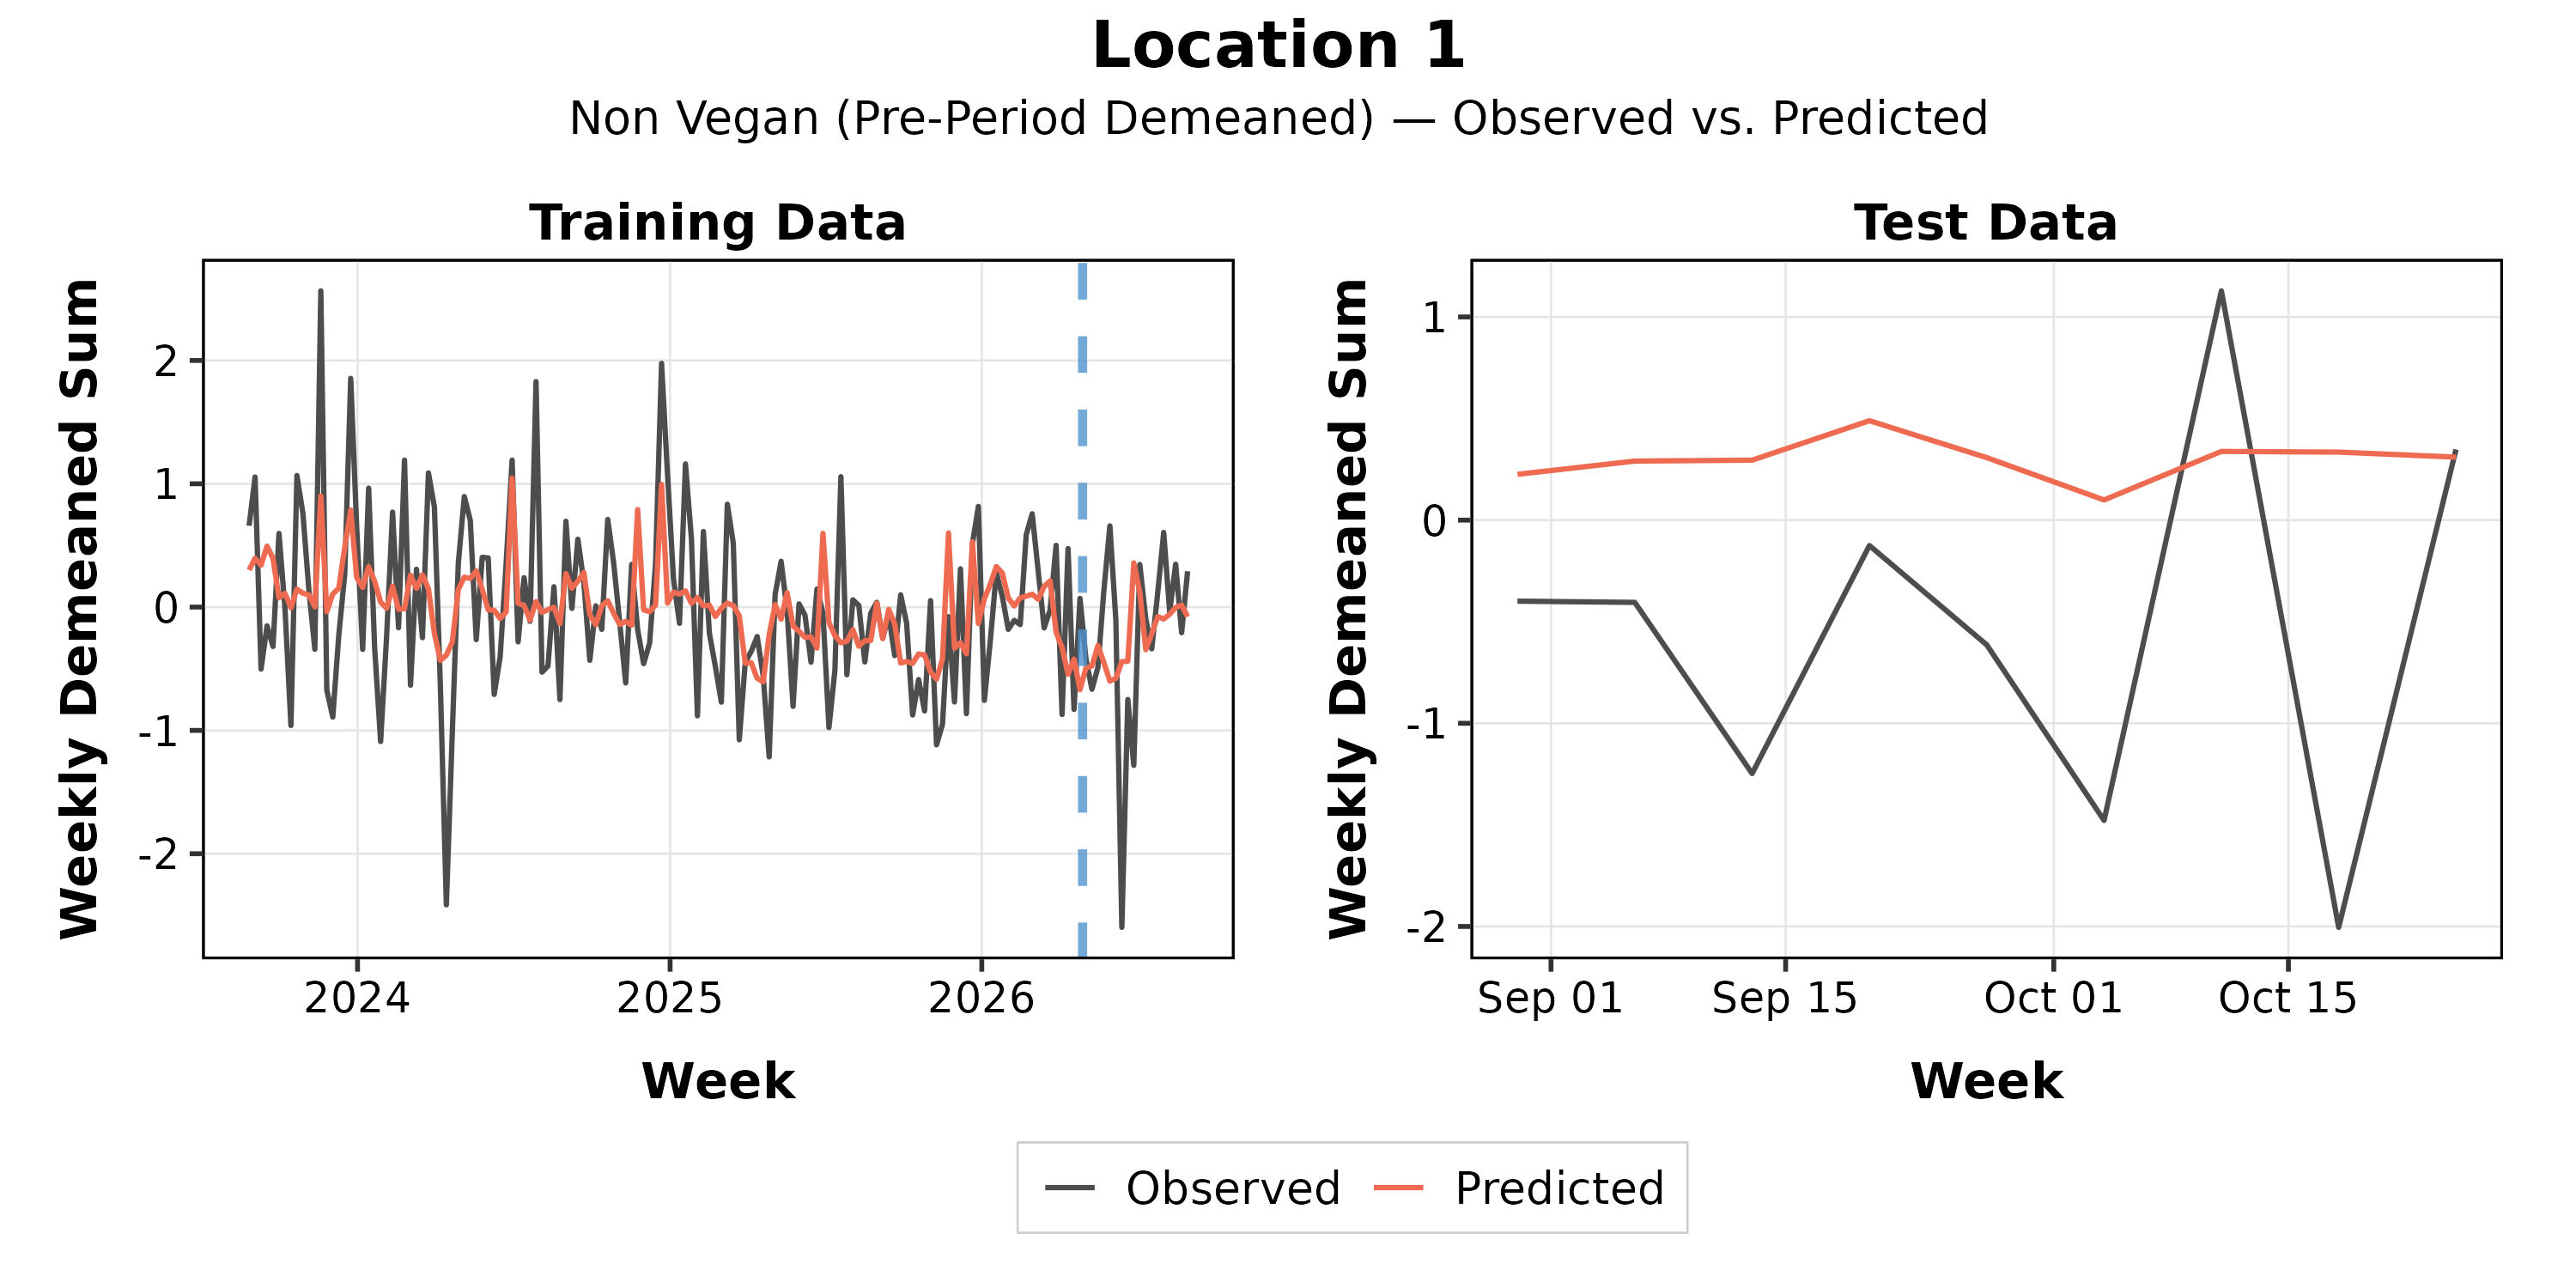 Location 1
Non Vegan (Pre-Period Demeaned) — Observed vs. Predicted
Training Data
Weekly Demeaned Sum
2
1
0
-1
-2
2024 2025 2026
Week
Test Data
Weekly Demeaned Sum
1
0
-1
-2
Sep 01 Sep 15 Oct 01 Oct 15
Week
Observed Predicted